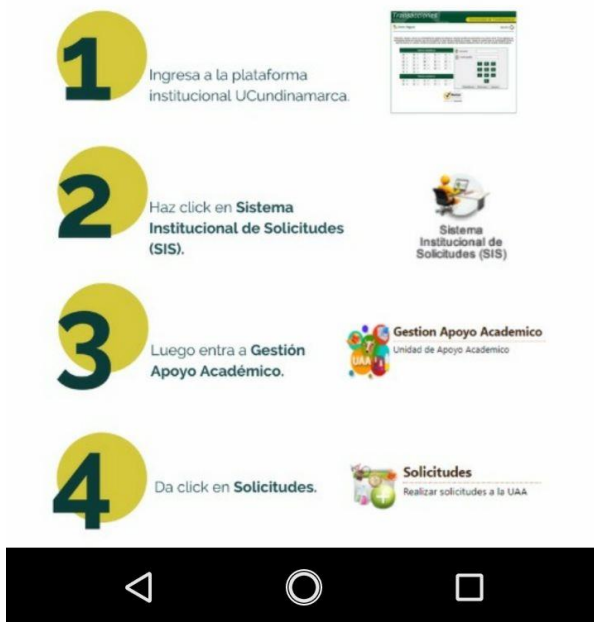 1
Ingresa a la plataforma
institucional UCundinamarca.
2
Haz click en Sistema
Institucional de Solicitudes
(SIS).
Sistema
Institucional de
Solicitudes (SIS)
3
Luego entra a Gestión
Apoyo Académico.
UAA
Gestion Apoyo Academico
Unidad de Apoyo Academico
4
Da click en Solicitudes.
Solicitudes
Realizar solicitudes a la UAA